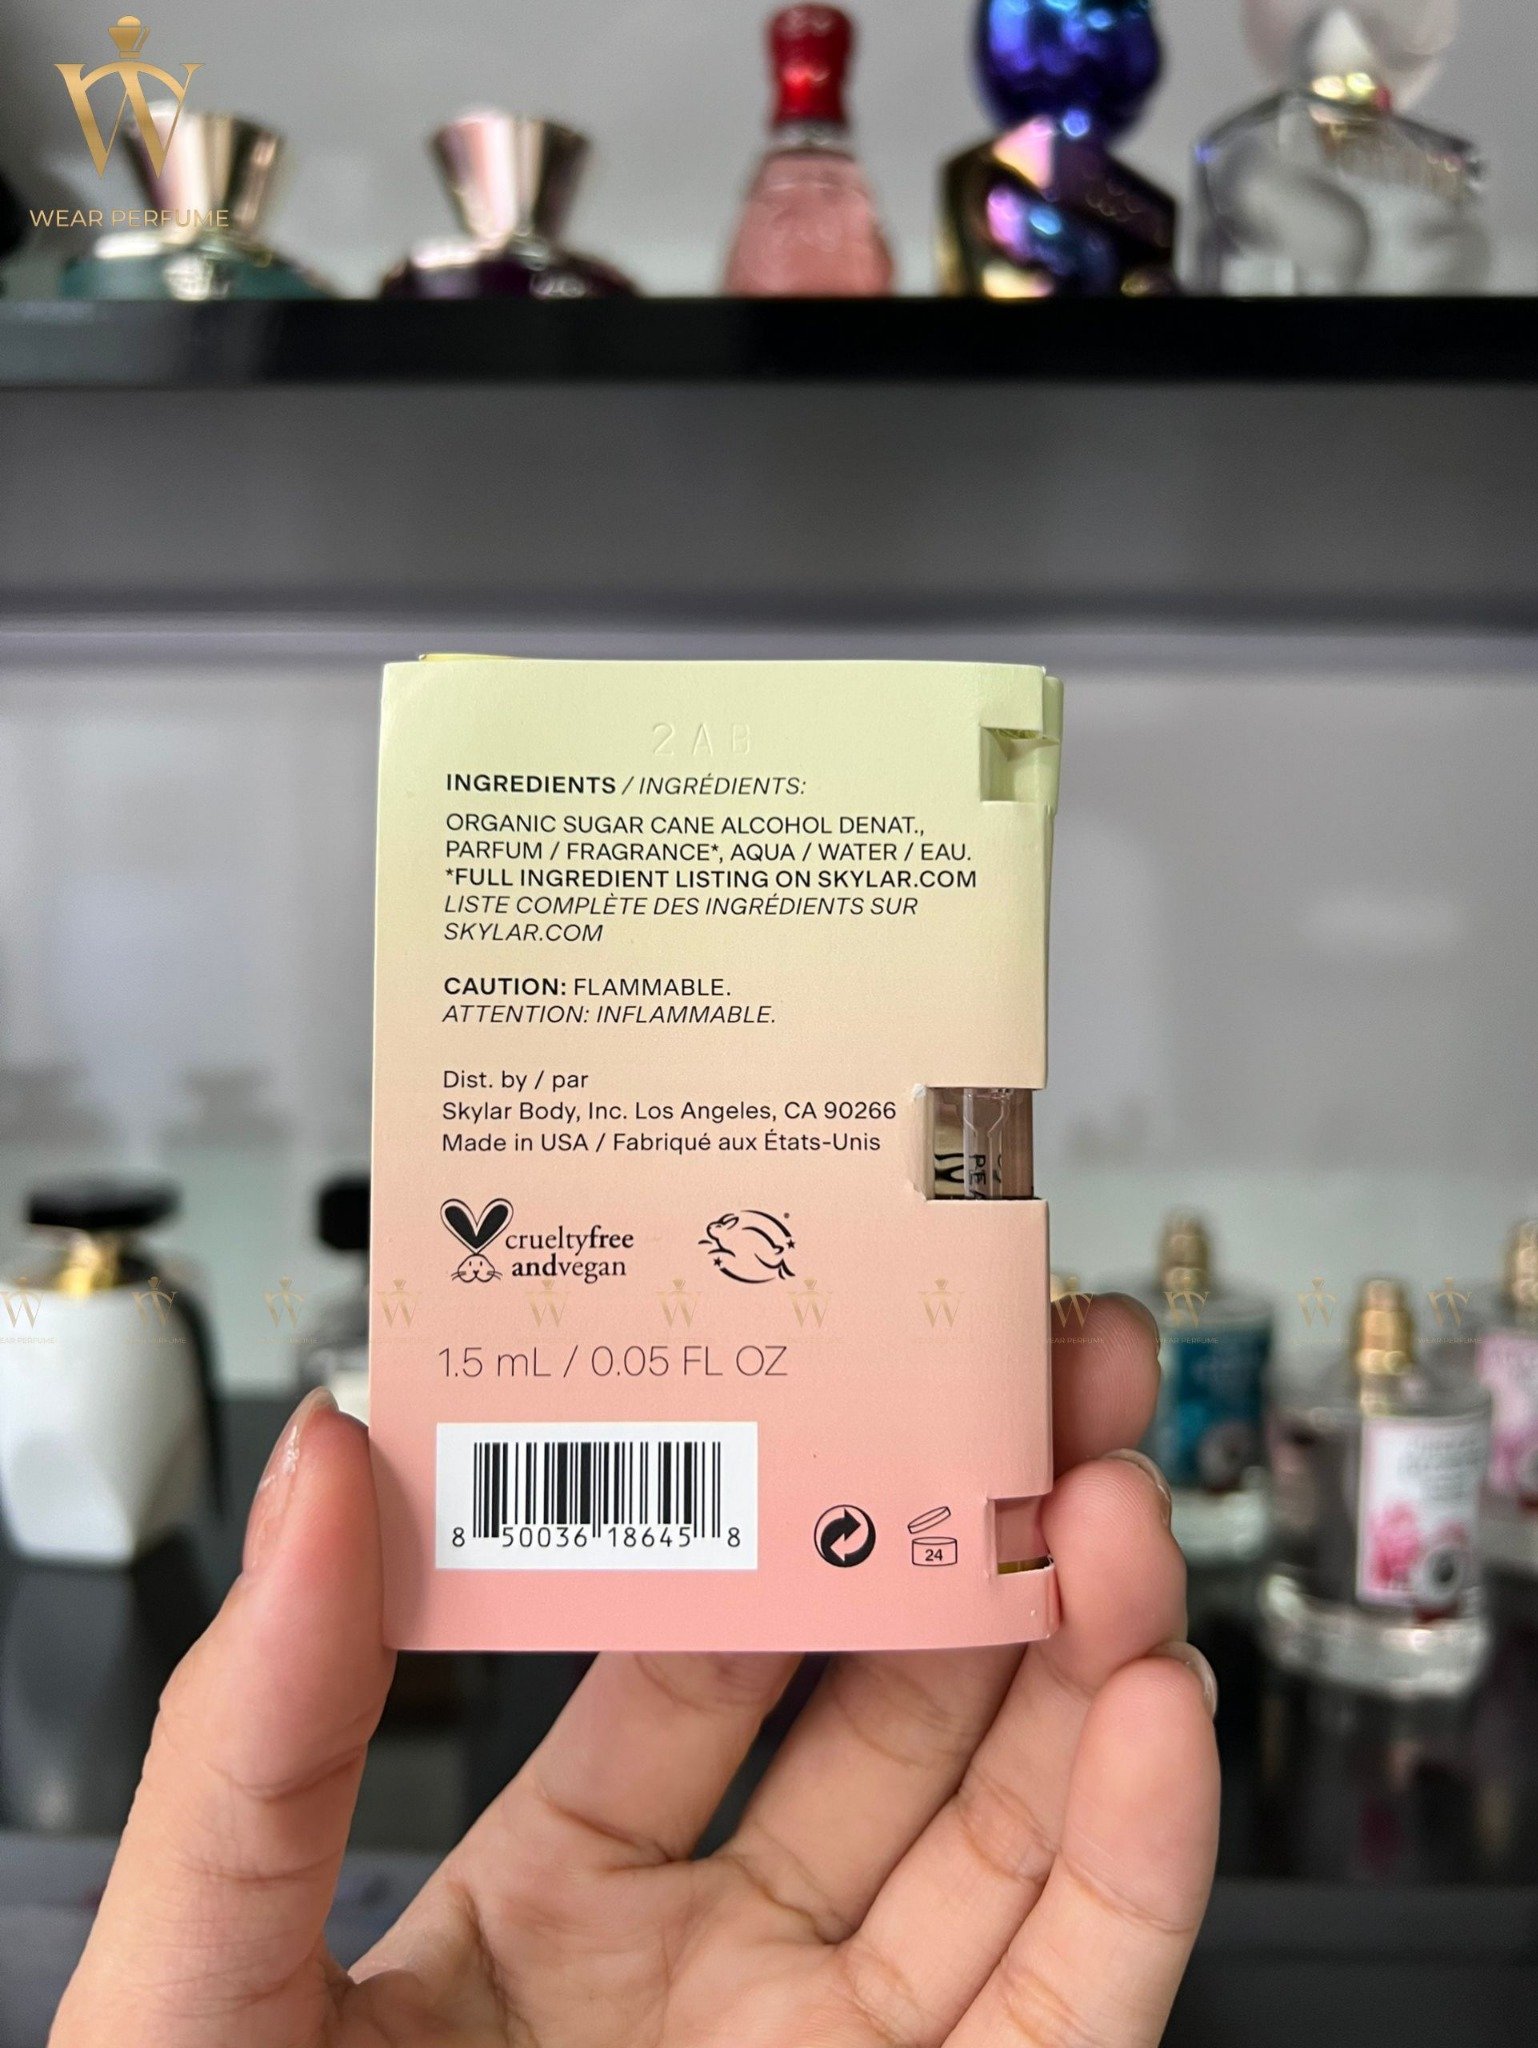 WEAR PERFUME
2AB
INGREDIENTS / INGRÉDIENTS:
ORGANIC SUGAR CANE ALCOHOL DENAT.,
PARFUM / FRAGRANCE*, AQUA / WATER / EAU.
*FULL INGREDIENT LISTING ON SKYLAR.COM
LISTE COMPLÈTE DES INGRÉDIENTS SUR
SKYLAR.COM
CAUTION: FLAMMABLE.
ATTENTION: INFLAMMABLE.
Dist. by / par
Skylar Body, Inc. Los Angeles, CA 90266
Made in USA / Fabriqué aux États-Unis
crueltyfree
andvegan
1.5 mL / 0.05 FL OZ
8 50036 18645 8
24